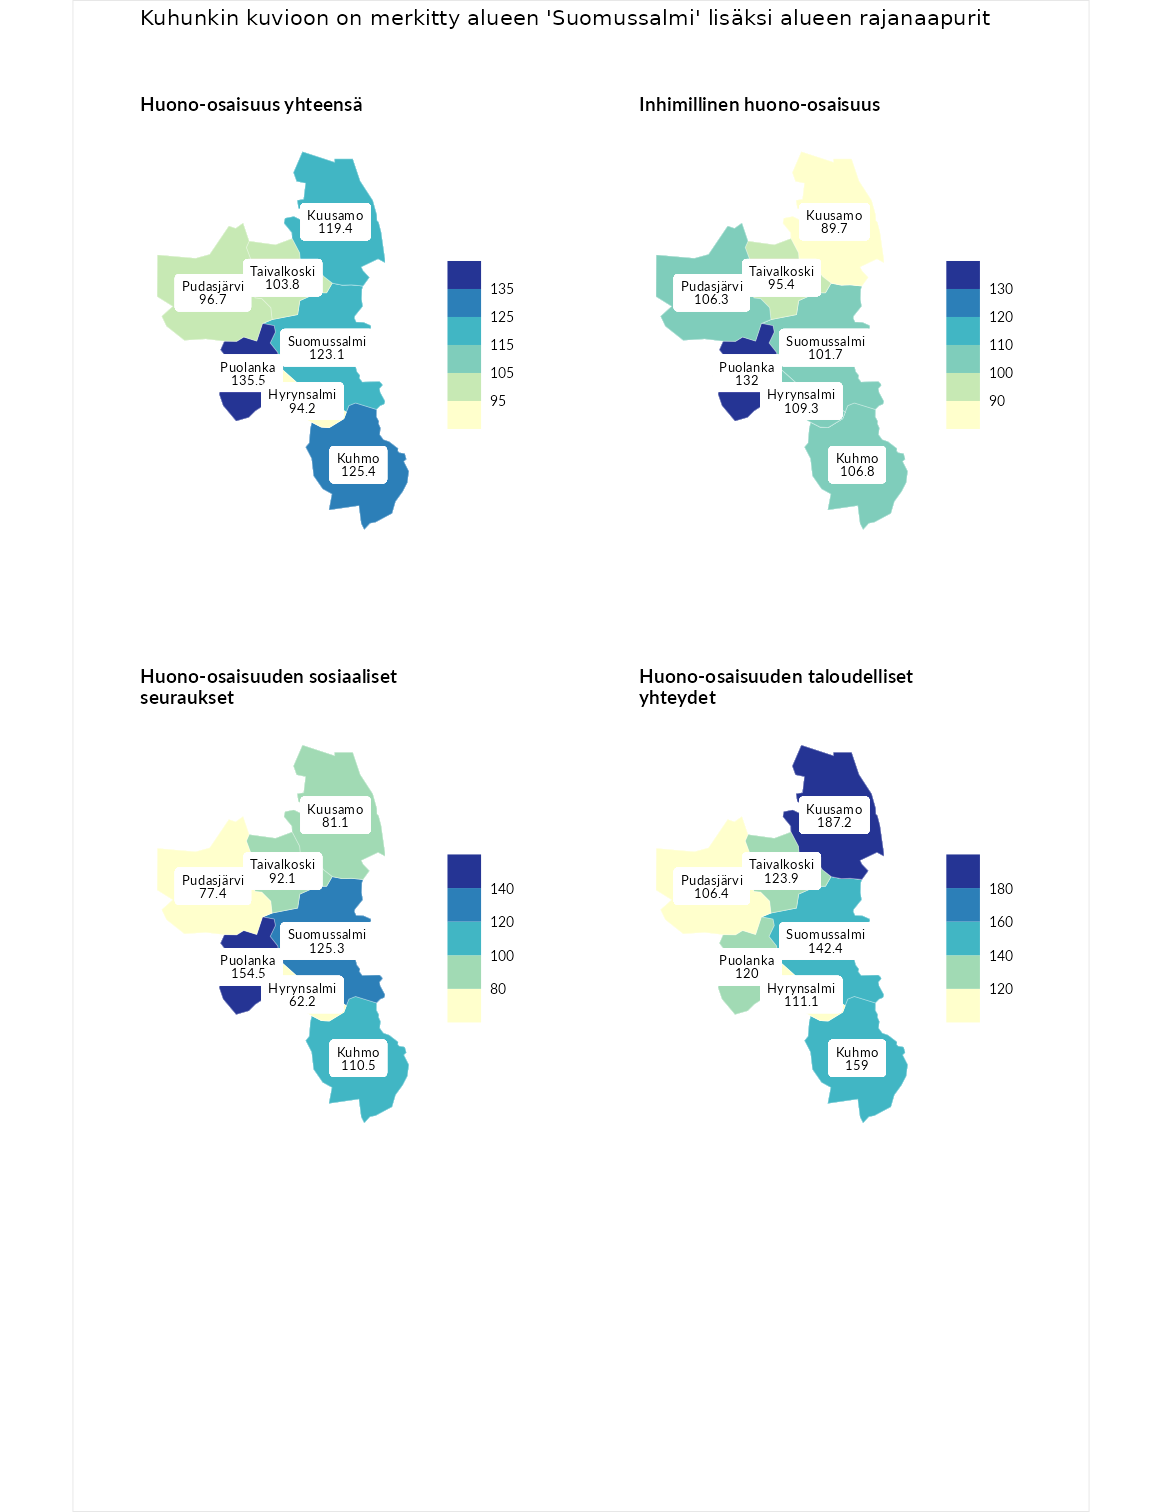 Kuhunkin kuvioon on merkitty alueen 'Suomussalmi' lisäksi alueen rajanaapurit
Huono-osaisuus yhteensä
Kuusamo
119.4
Taivalkoski
103.8
Pudasjärvi
96.7
Suomussalmi
123.1
Puolanka
135.5
Hyrynsalmi
94.2
Kuhmo
125.4
135
125
115
105
95
Inhimillinen huono-osaisuus
Kuusamo
89.7
Taivalkoski
95.4
Pudasjärvi
106.3
Suomussalmi
101.7
Puolanka
132
Hyrynsalmi
109.3
Kuhmo
106.8
130
120
110
100
90
Huono-osaisuuden sosiaaliset
seuraukset
Kuusamo
81.1
Taivalkoski
92.1
Pudasjärvi
77.4
Suomussalmi
125.3
Puolanka
154.5
Hyrynsalmi
62.2
Kuhmo
110.5
140
120
100
80
Huono-osaisuuden taloudelliset
yhteydet
Kuusamo
187.2
Taivalkoski
123.9
Pudasjärvi
106.4
Suomussalmi
142.4
Puolanka
120
Hyrynsalmi
111.1
Kuhmo
159
180
160
140
120